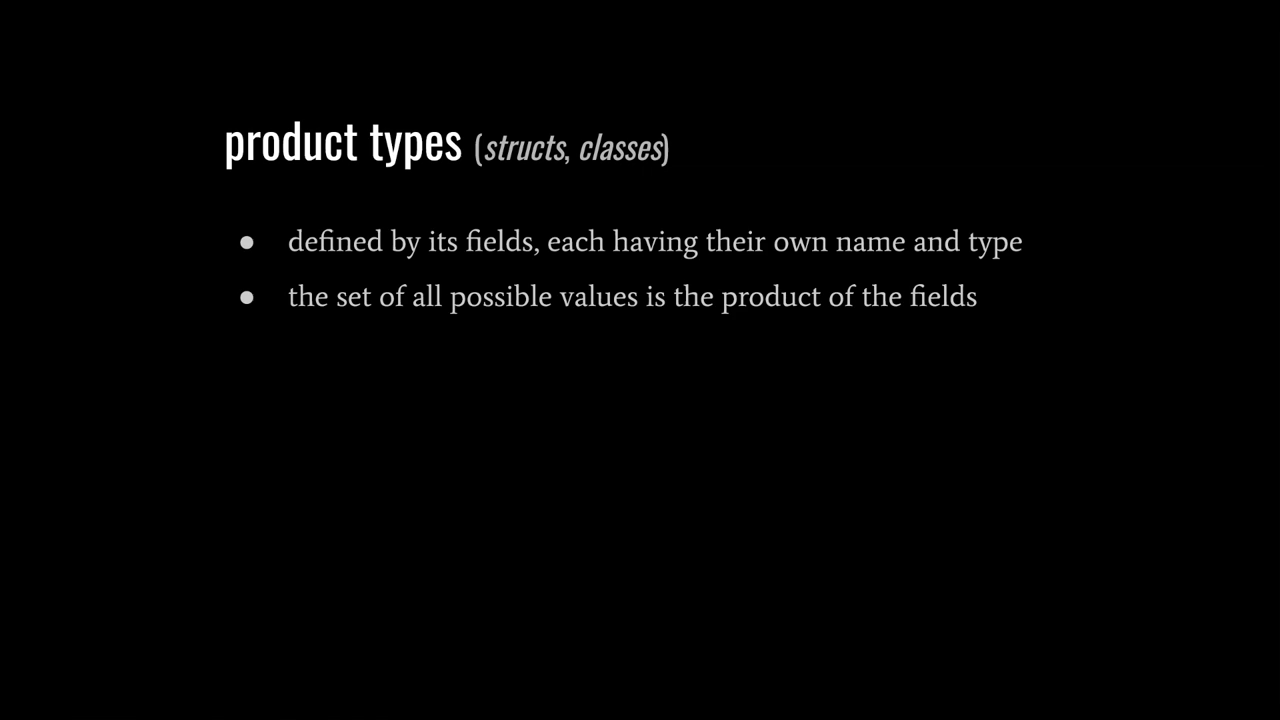 product types (structs, classes)
● defined by its fields, each having their own name and type
● the set of all possible values is the product of the fields